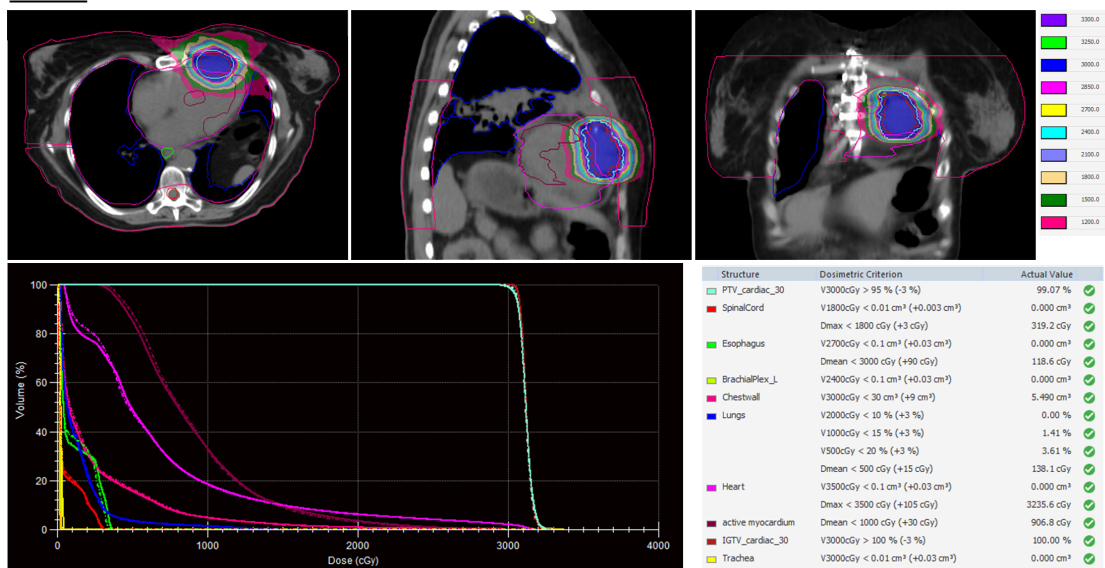 3300.0
3250.0
3000.0
2850.0
2700.0
2400.0
2100.0
1800.0
1500.0
1200.0
100
80
60
40
20
0
Volume (%)
0 1000 2000 3000 4000
Dose (cGy)
Structure Dosimetric Criterion Actual Value
PTV_cardiac_30 V3000cGy > 95 % (-3 %) 99.07 %
SpinalCord V1800cGy < 0.01 cm³ (+0.003 cm³) 0.000 cm³
Dmax < 1800 cGy (+3 cGy) 319.2 cGy
Esophagus V2700cGy < 0.1 cm³ (+0.03 cm³) 0.000 cm³
Dmean < 3000 cGy (+90 cGy) 118.6 cGy
BrachialPlex_L V2400cGy < 0.1 cm³ (+0.03 cm³) 0.000 cm³
Chestwall V3000cGy < 30 cm³ (+9 cm³) 5.490 cm³
Lungs V2000cGy < 10 % (+3 %) 0.00 %
V1000cGy < 15 % (+3 %) 1.41 %
V500cGy < 20 % (+3 %) 3.61 %
Dmean < 500 cGy (+15 cGy) 138.1 cGy
Heart V3500cGy < 0.1 cm³ (+0.03 cm³) 0.000 cm³
Dmax < 3500 cGy (+105 cGy) 3235.6 cGy
active myocardium Dmean < 1000 cGy (+30 cGy) 906.8 cGy
IGTV_cardiac_30 V3000cGy > 100 % (-3 %) 100.00 %
Trachea V3000cGy < 0.01 cm³ (+0.03 cm³) 0.000 cm³